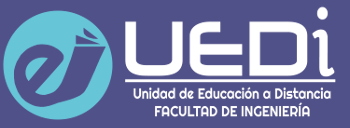 UEDi
Unidad de Educación a Distancia
FACULTAD DE INGENIERÍA